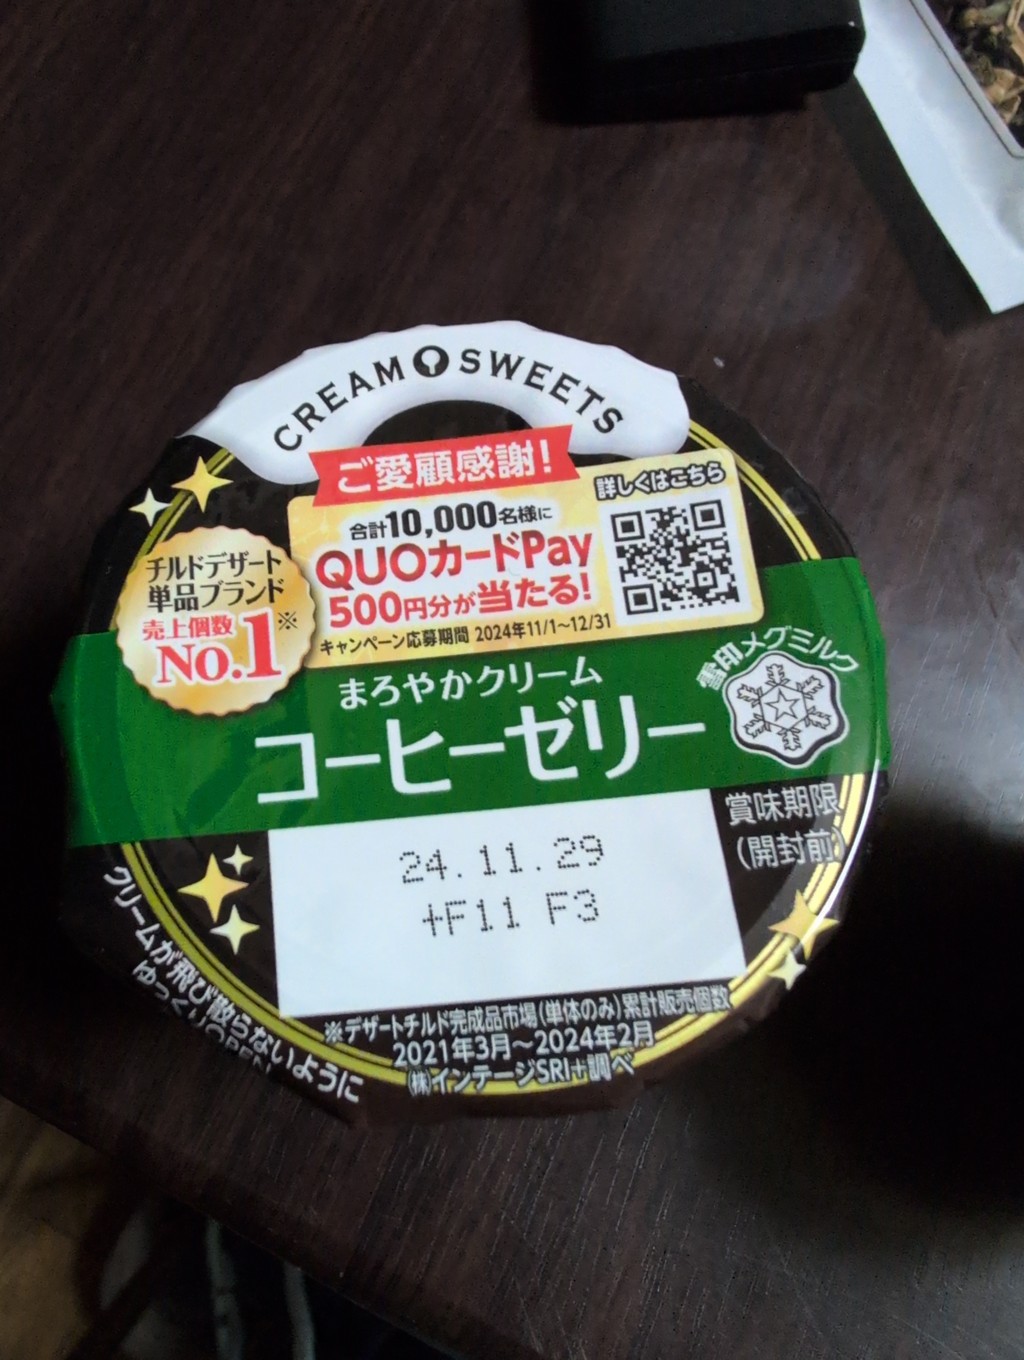 CREAM SWEETS
ご愛顧感謝!
詳しくはこちら
合計10,000名様に
QUOカードPay
500円分が当たる!
キャンペーン応募期間 2024年11/1~12/31
チルドデザート
単品ブランド
売上個数※
No.1
雪印メグミルク
まろやかクリーム
コーヒーゼリー
賞味期限
(開封前)
24.11.29
+F11 F3
クリームが飛び散らないように
ゆっくりOPEN!
※デザートチルド完成品市場(単体のみ)累計販売個数
2021年3月~2024年2月
(株)インテージSRI+調べ